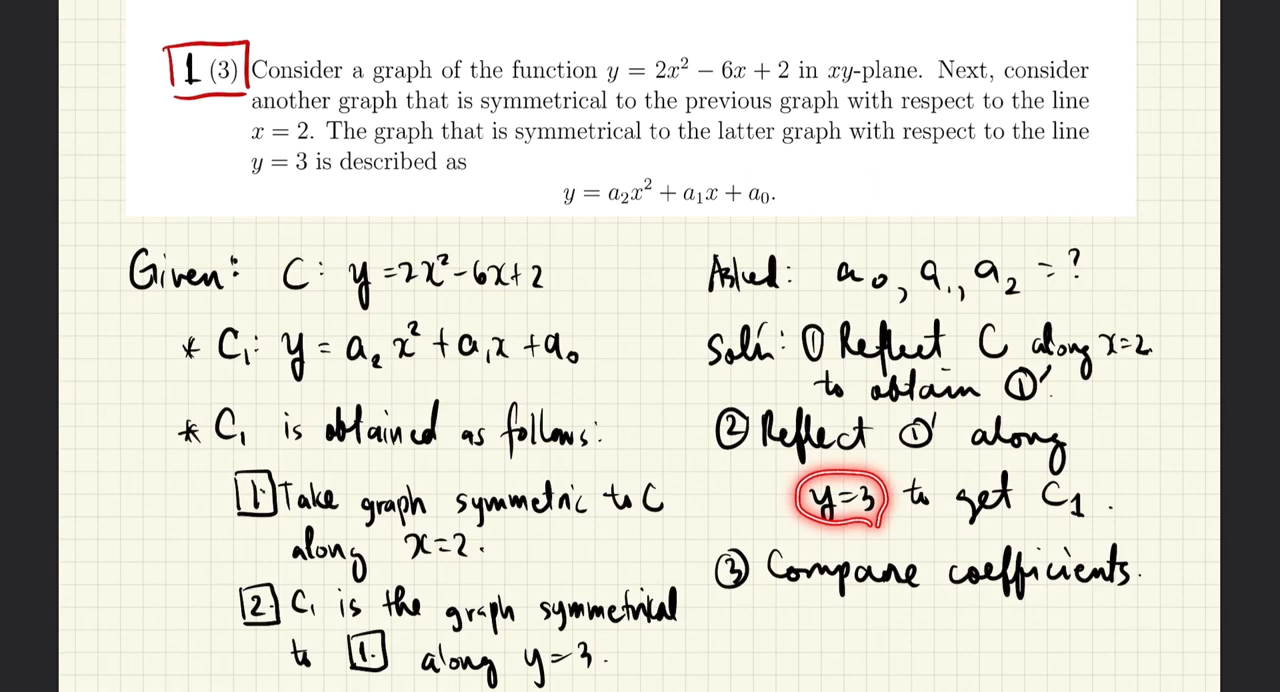 1 (3) Consider a graph of the function y = 2x² − 6x + 2 in xy-plane. Next, consider
another graph that is symmetrical to the previous graph with respect to the line
x = 2. The graph that is symmetrical to the latter graph with respect to the line
y = 3 is described as
y = a₂x² + a₁x + a₀.
Given: C: y = 2x² - 6x + 2
* C₁: y = a₂x² + a₁x + a₀
* C₁ is obtained as follows:
1. Take graph symmetric to C
along x=2.
2. C₁ is the graph symmetrical
to 1. along y=3.
Asked: a₀, a₁, a₂ = ?
Sol'n: ① Reflect C along x=2
to obtain ①'.
② Reflect ①' along
y=3 to get C₁.
③ Compare coefficients.